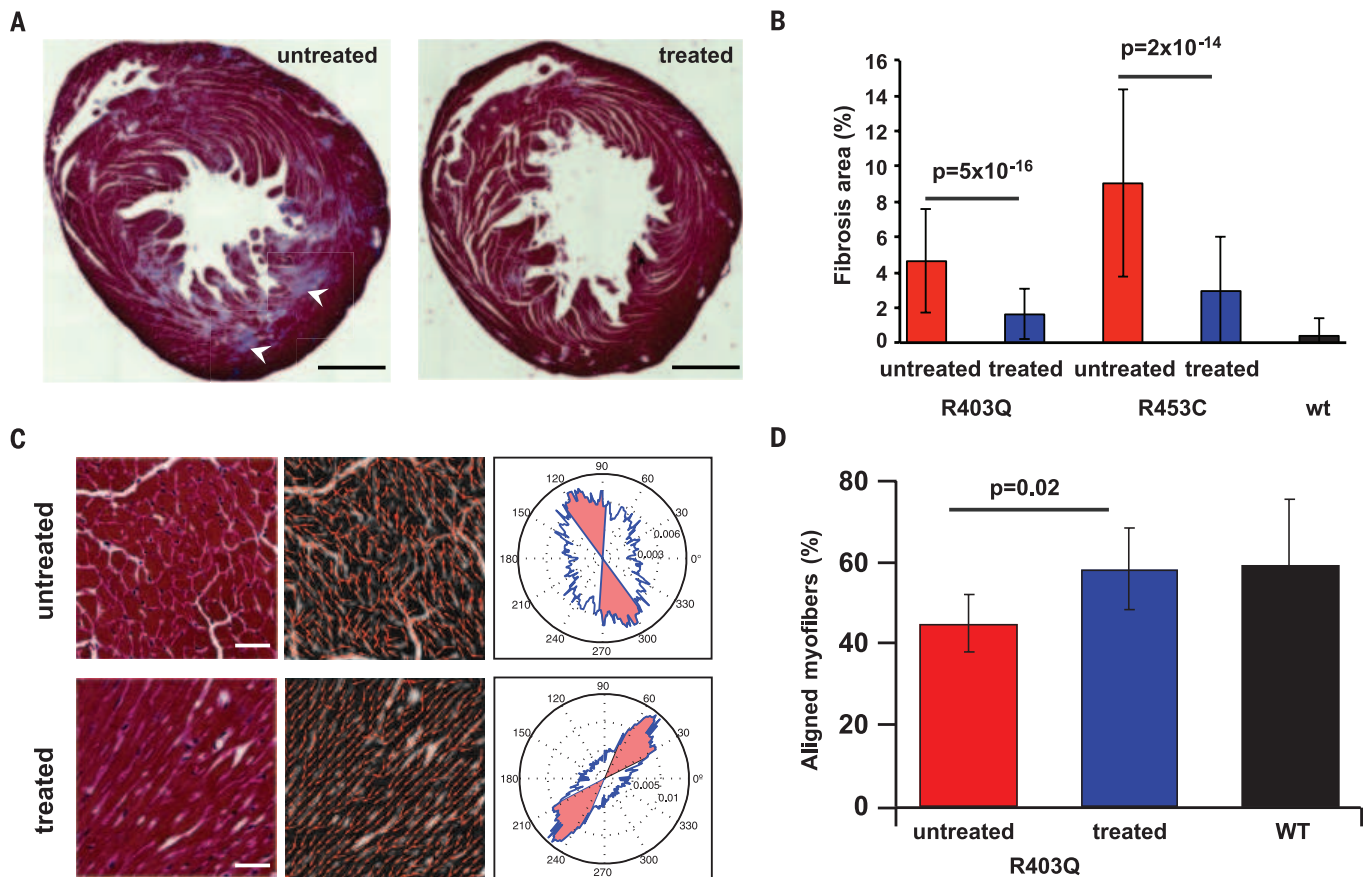 A
untreated
treated
B
Fibrosis area (%)
16
14
12
10
8
6
4
2
0
p=5x10⁻¹⁶
p=2x10⁻¹⁴
untreated treated untreated treated
R403Q R453C wt
C
untreated
90
120 60
150 30
0.006
0.003
180 0°
210 330
240 300
270
treated
90
120 60
150 30
180 0°
0.005
0.01
210 330
240 300
270
D
Aligned myofibers (%)
80
60
40
20
0
p=0.02
untreated treated WT
R403Q